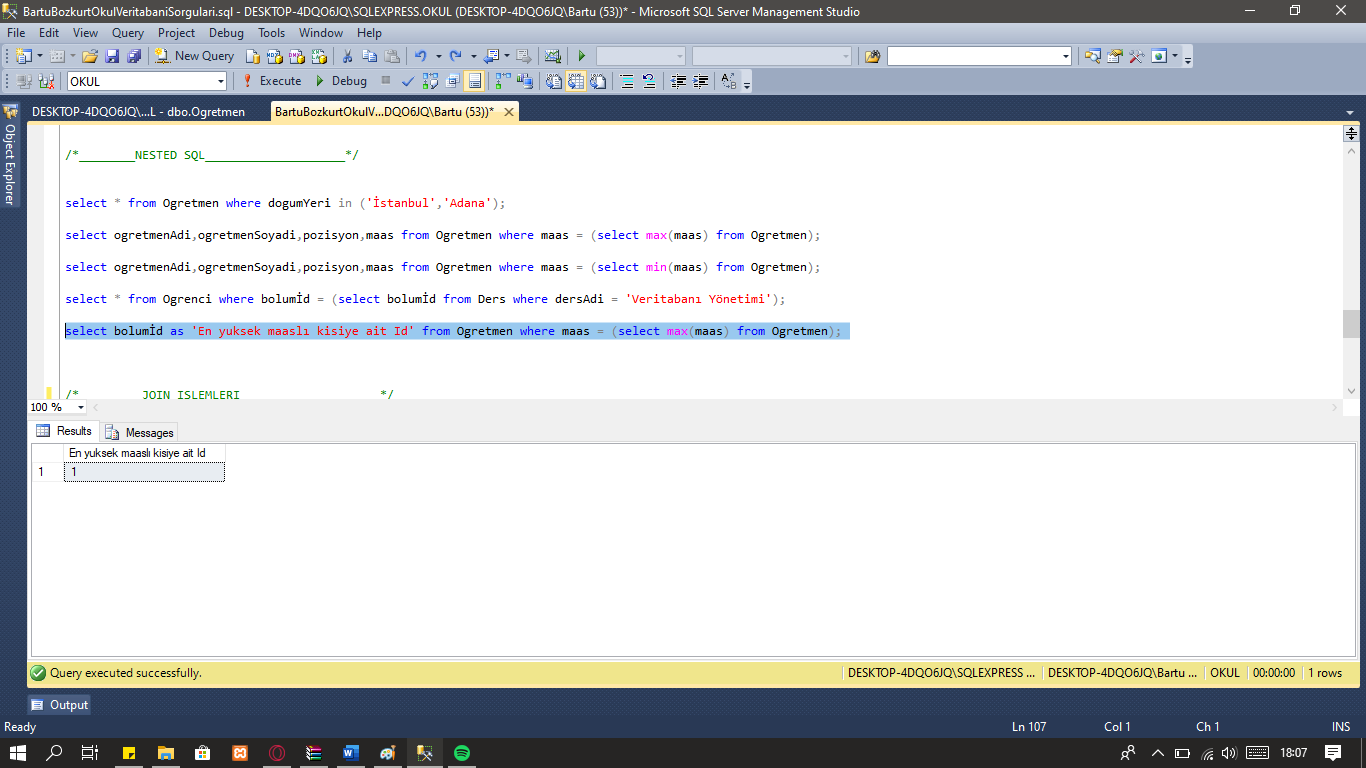 BartuBozkurtOkulVeritabaniSorgulari.sql - DESKTOP-4DQO6JQ\SQLEXPRESS.OKUL (DESKTOP-4DQO6JQ\Bartu (53))* - Microsoft SQL Server Management Studio
File Edit View Query Project Debug Tools Window Help
New Query
OKUL Execute Debug
DESKTOP-4DQO6JQ\...L - dbo.Ogretmen BartuBozkurtOkulV...DQO6JQ\Bartu (53))*
Object Explorer
/*________NESTED SQL____________________*/
select * from Ogretmen where dogumYeri in ('İstanbul','Adana');
select ogretmenAdi,ogretmenSoyadi,pozisyon,maas from Ogretmen where maas = (select max(maas) from Ogretmen);
select ogretmenAdi,ogretmenSoyadi,pozisyon,maas from Ogretmen where maas = (select min(maas) from Ogretmen);
select * from Ogrenci where bolumİd = (select bolumİd from Ders where dersAdi = 'Veritabanı Yönetimi');
select bolumİd as 'En yuksek maaslı kisiye ait Id' from Ogretmen where maas = (select max(maas) from Ogretmen);
/* JOIN ISLEMLERI */
100 %
Results Messages
En yuksek maaslı kisiye ait Id
1 1
Query executed successfully. DESKTOP-4DQO6JQ\SQLEXPRESS ... DESKTOP-4DQO6JQ\Bartu ... OKUL 00:00:00 1 rows
Output
Ready Ln 107 Col 1 Ch 1 INS
18:07